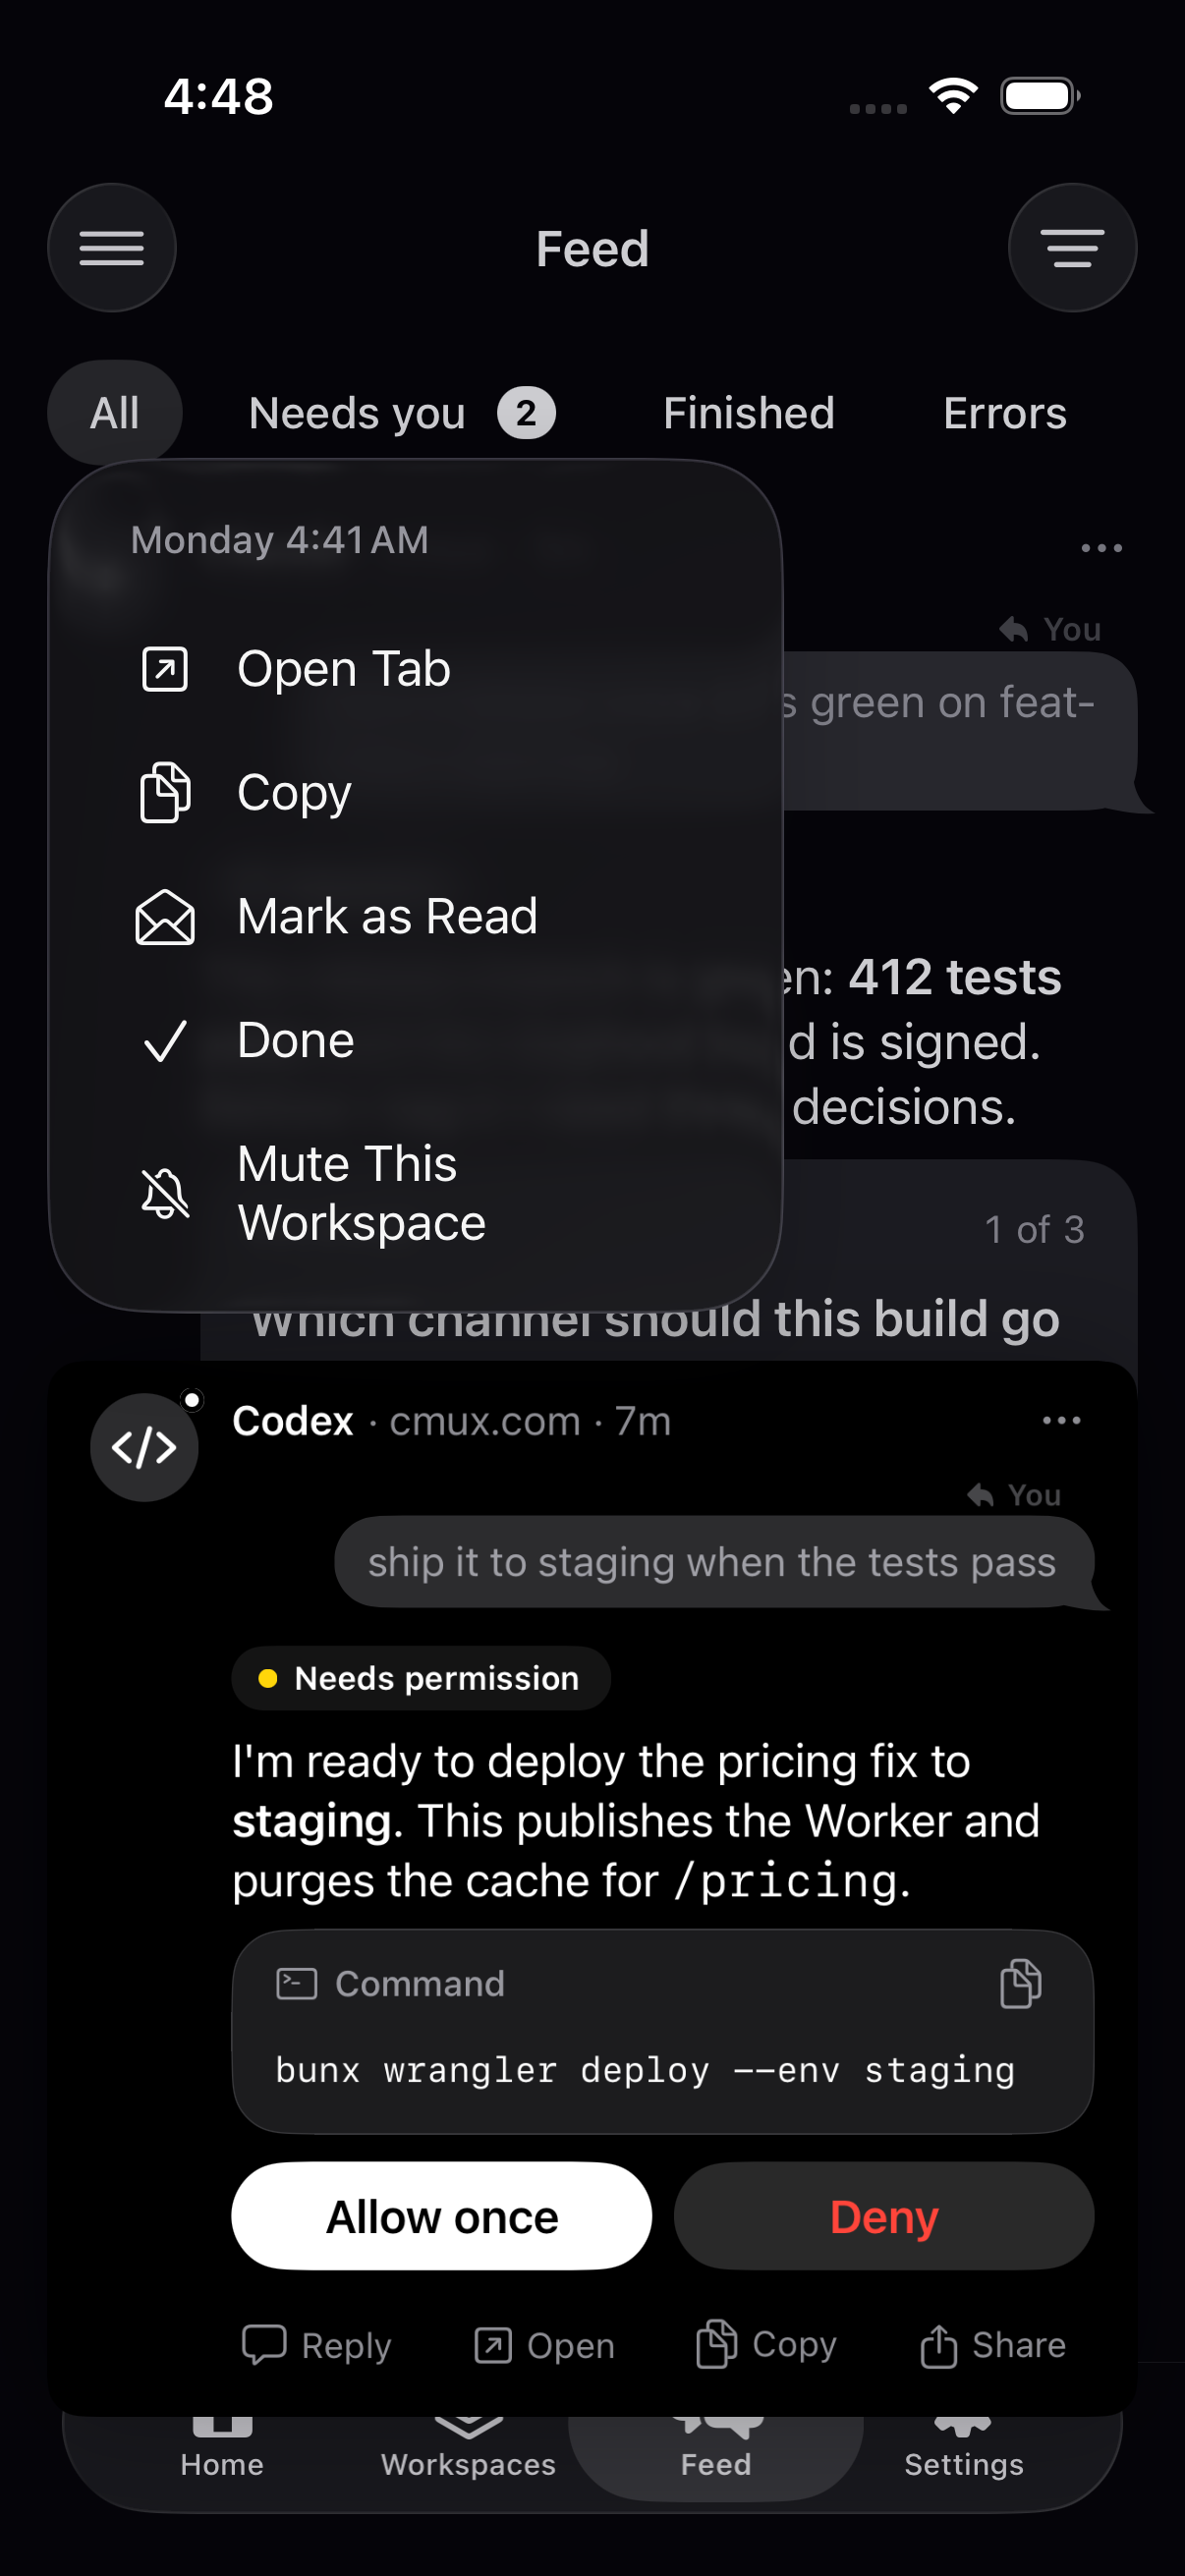 4:48
Feed
All
Needs you 2
Finished
Errors
Monday 4:41 AM
Open Tab
Copy
Mark as Read
Done
Mute This
Workspace
You
s green on feat-
en: 412 tests
d is signed.
decisions.
1 of 3
Which channel should this build go
Codex · cmux.com · 7m
You
ship it to staging when the tests pass
Needs permission
I'm ready to deploy the pricing fix to
staging. This publishes the Worker and
purges the cache for /pricing.
Command
bunx wrangler deploy --env staging
Allow once
Deny
Reply
Open
Copy
Share
Home
Workspaces
Feed
Settings